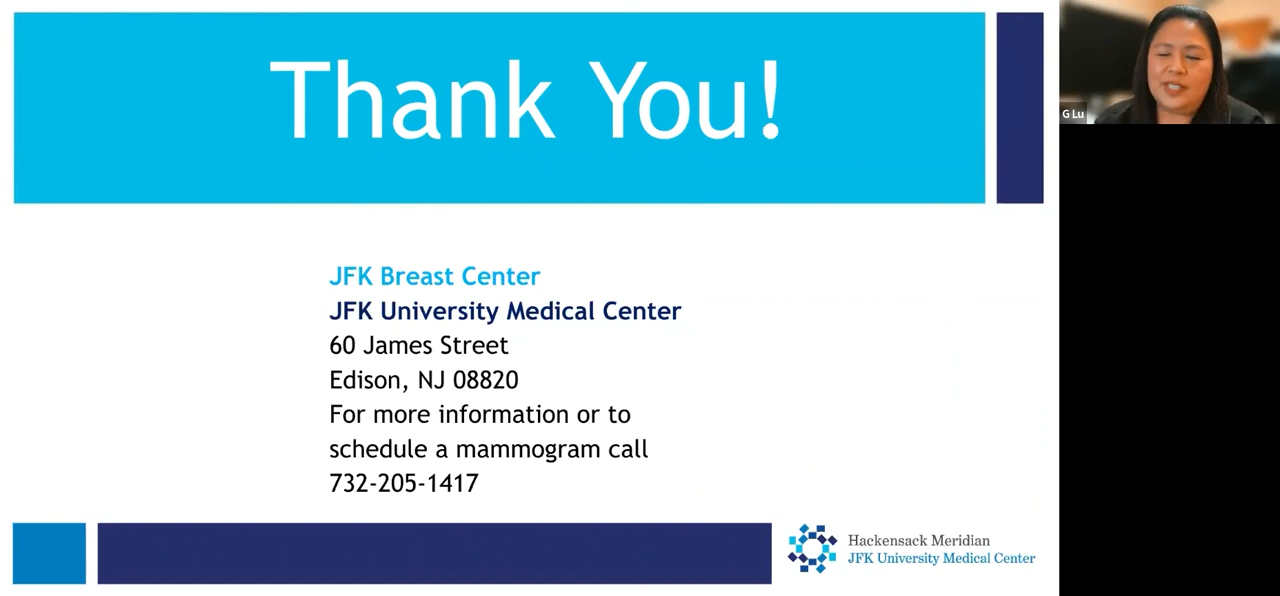 Thank You!
G Lu
JFK Breast Center
JFK University Medical Center
60 James Street
Edison, NJ 08820
For more information or to
schedule a mammogram call
732-205-1417
Hackensack Meridian
JFK University Medical Center